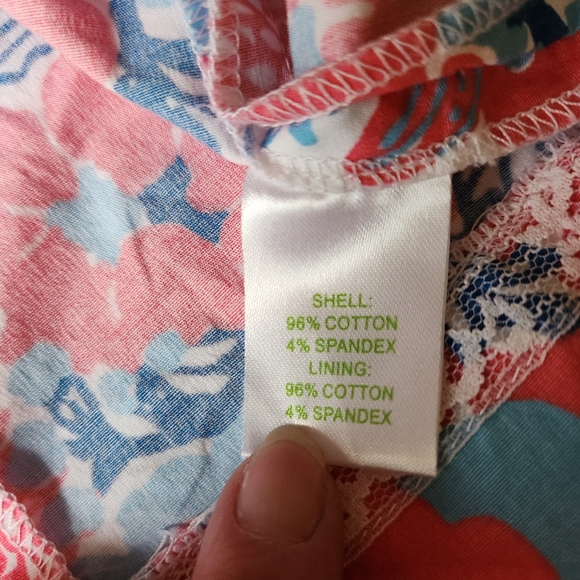 SHELL:
96% COTTON
4% SPANDEX
LINING:
96% COTTON
4% SPANDEX